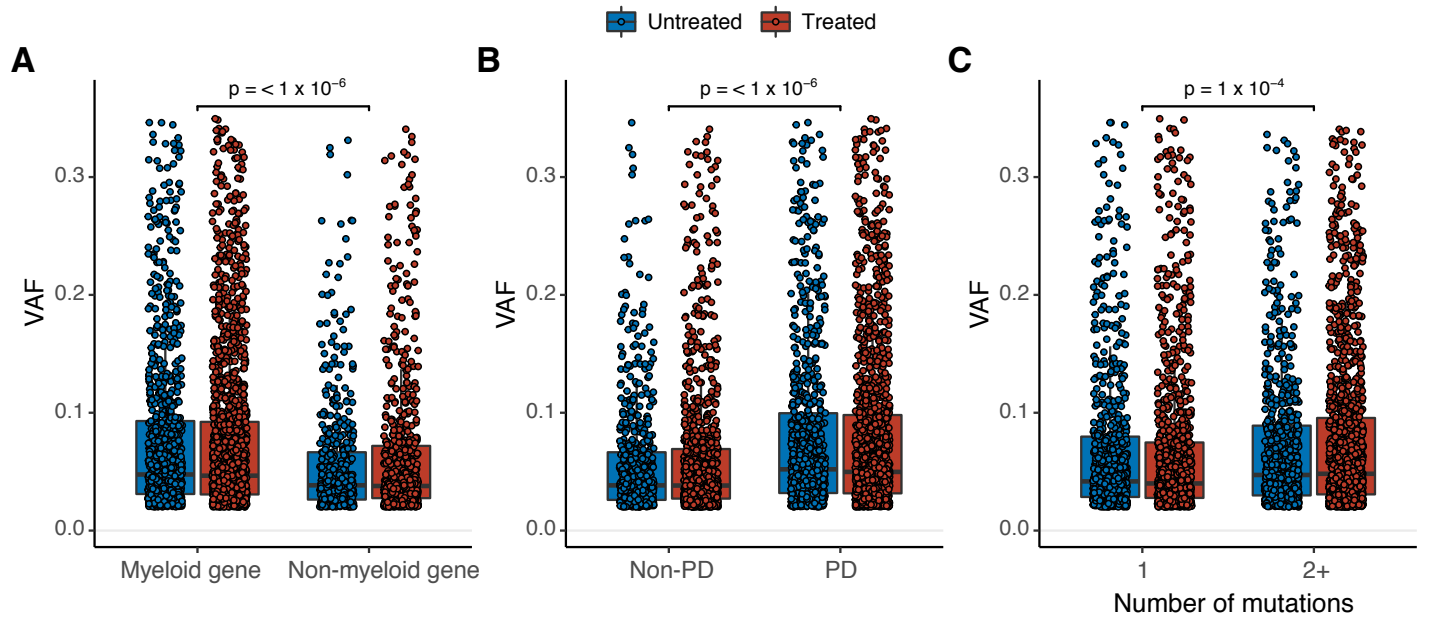 Untreated Treated
A
p = < 1 x 10⁻⁶
VAF
0.3
0.2
0.1
0.0
Myeloid gene Non-myeloid gene
B
p = < 1 x 10⁻⁶
VAF
0.3
0.2
0.1
0.0
Non-PD PD
C
p = 1 x 10⁻⁴
VAF
0.3
0.2
0.1
0.0
1 2+
Number of mutations